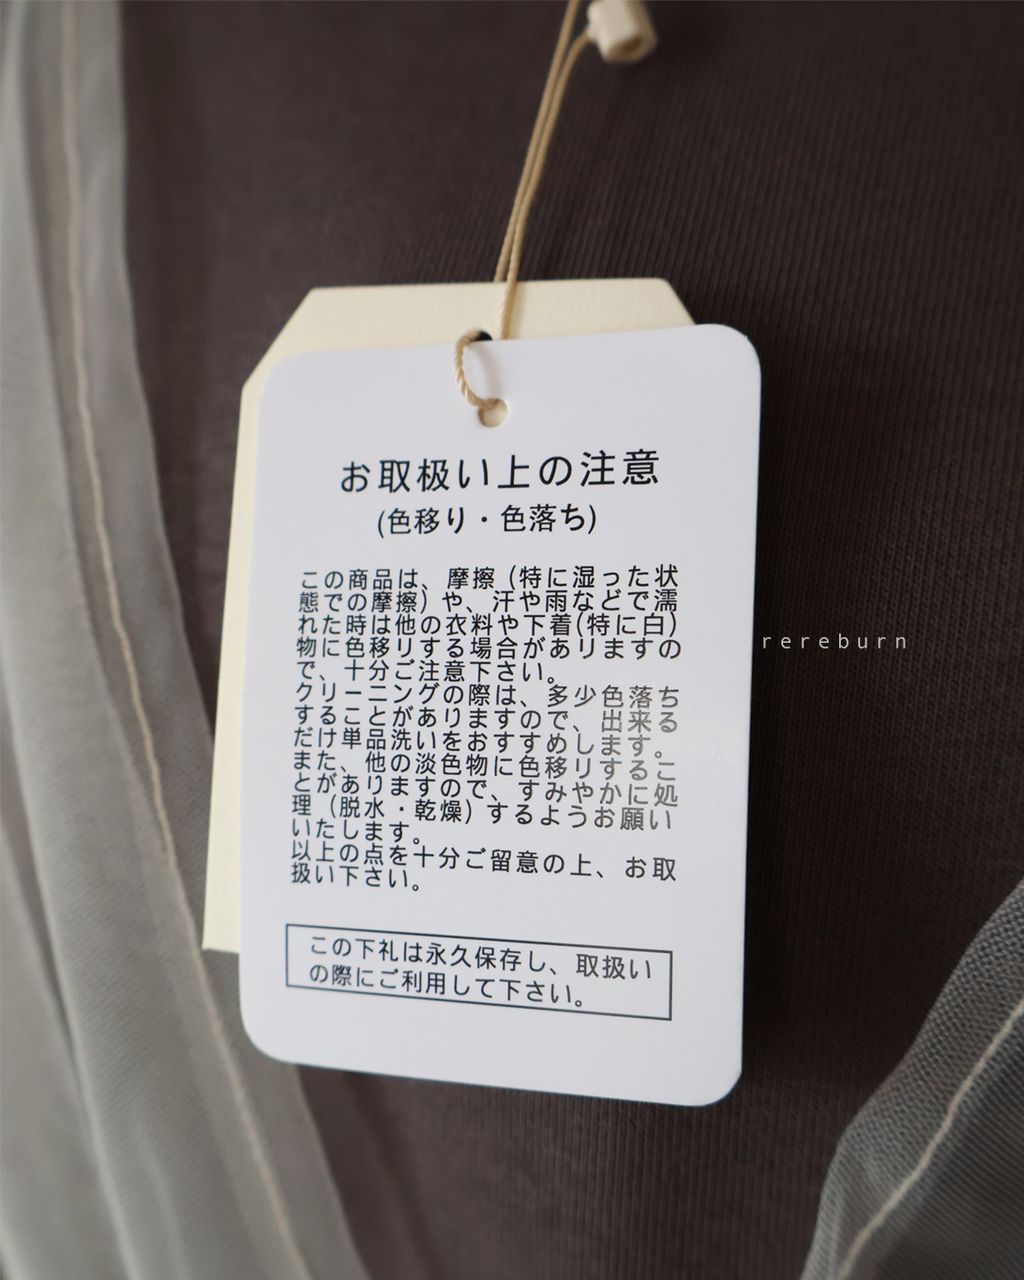 お取扱い上の注意
(色移り・色落ち)
この商品は、摩擦(特に湿った状
態での摩擦)や、汗や雨などで濡
れた時は他の衣料や下着(特に白)
物に色移りする場合がありますの
で、十分ご注意下さい。
クリーニングの際は、多少色落ち
することがありますので、出来る
だけ単品洗いをおすすめします。
また、他の淡色物に色移りするこ
とがありますので、すみやかに処
理(脱水・乾燥)するようお願い
いたします。
以上の点を十分ご留意の上、お取
扱い下さい。
この下札は永久保存し、取扱い
の際にご利用して下さい。
rereburn